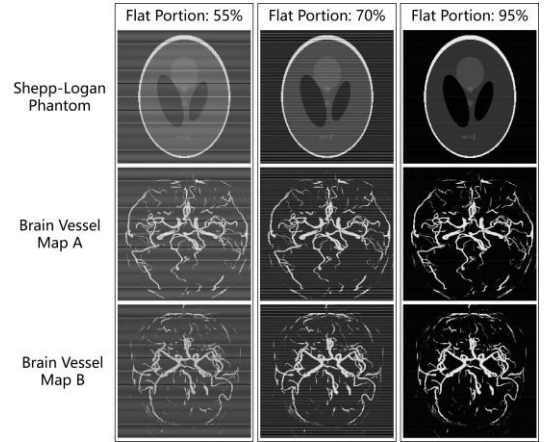 Flat Portion: 55% Flat Portion: 70% Flat Portion: 95%
Shepp-Logan
Phantom
Brain Vessel
Map A
Brain Vessel
Map B